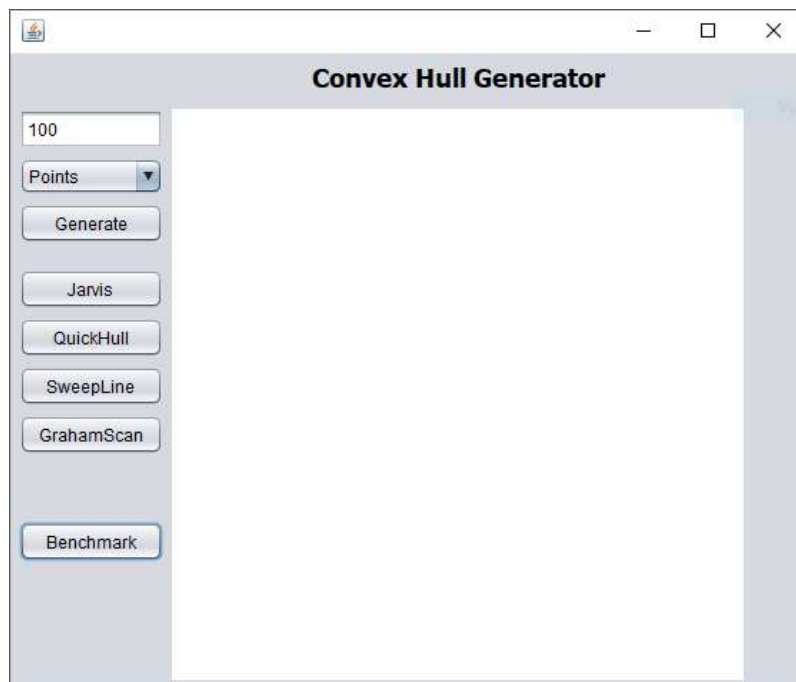 Convex Hull Generator
100
Points
Generate
Jarvis
QuickHull
SweepLine
GrahamScan
Benchmark